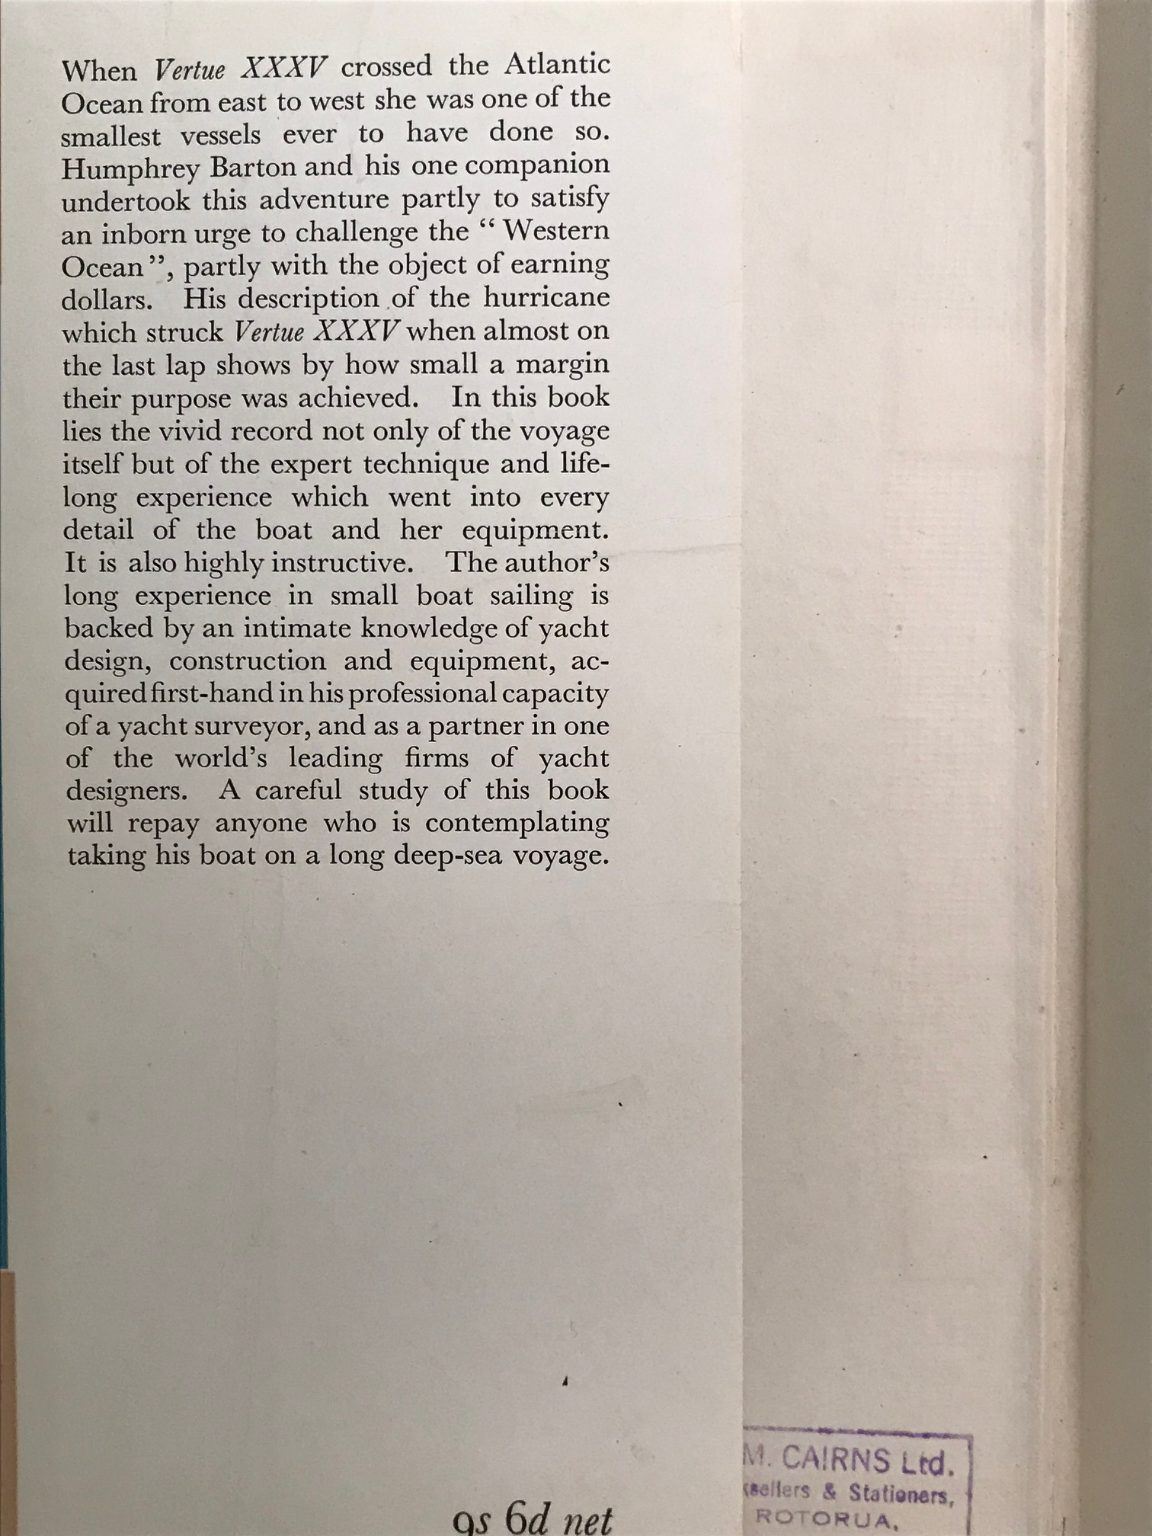 When Vertue XXXV crossed the Atlantic
Ocean from east to west she was one of the
smallest vessels ever to have done so.
Humphrey Barton and his one companion
undertook this adventure partly to satisfy
an inborn urge to challenge the “ Western
Ocean ”, partly with the object of earning
dollars. His description of the hurricane
which struck Vertue XXXV when almost on
the last lap shows by how small a margin
their purpose was achieved. In this book
lies the vivid record not only of the voyage
itself but of the expert technique and life-
long experience which went into every
detail of the boat and her equipment.
It is also highly instructive. The author’s
long experience in small boat sailing is
backed by an intimate knowledge of yacht
design, construction and equipment, ac-
quired first-hand in his professional capacity
of a yacht surveyor, and as a partner in one
of the world’s leading firms of yacht
designers. A careful study of this book
will repay anyone who is contemplating
taking his boat on a long deep-sea voyage.
9s 6d net
M. CAIRNS Ltd.
ksellers & Stationers,
ROTORUA.